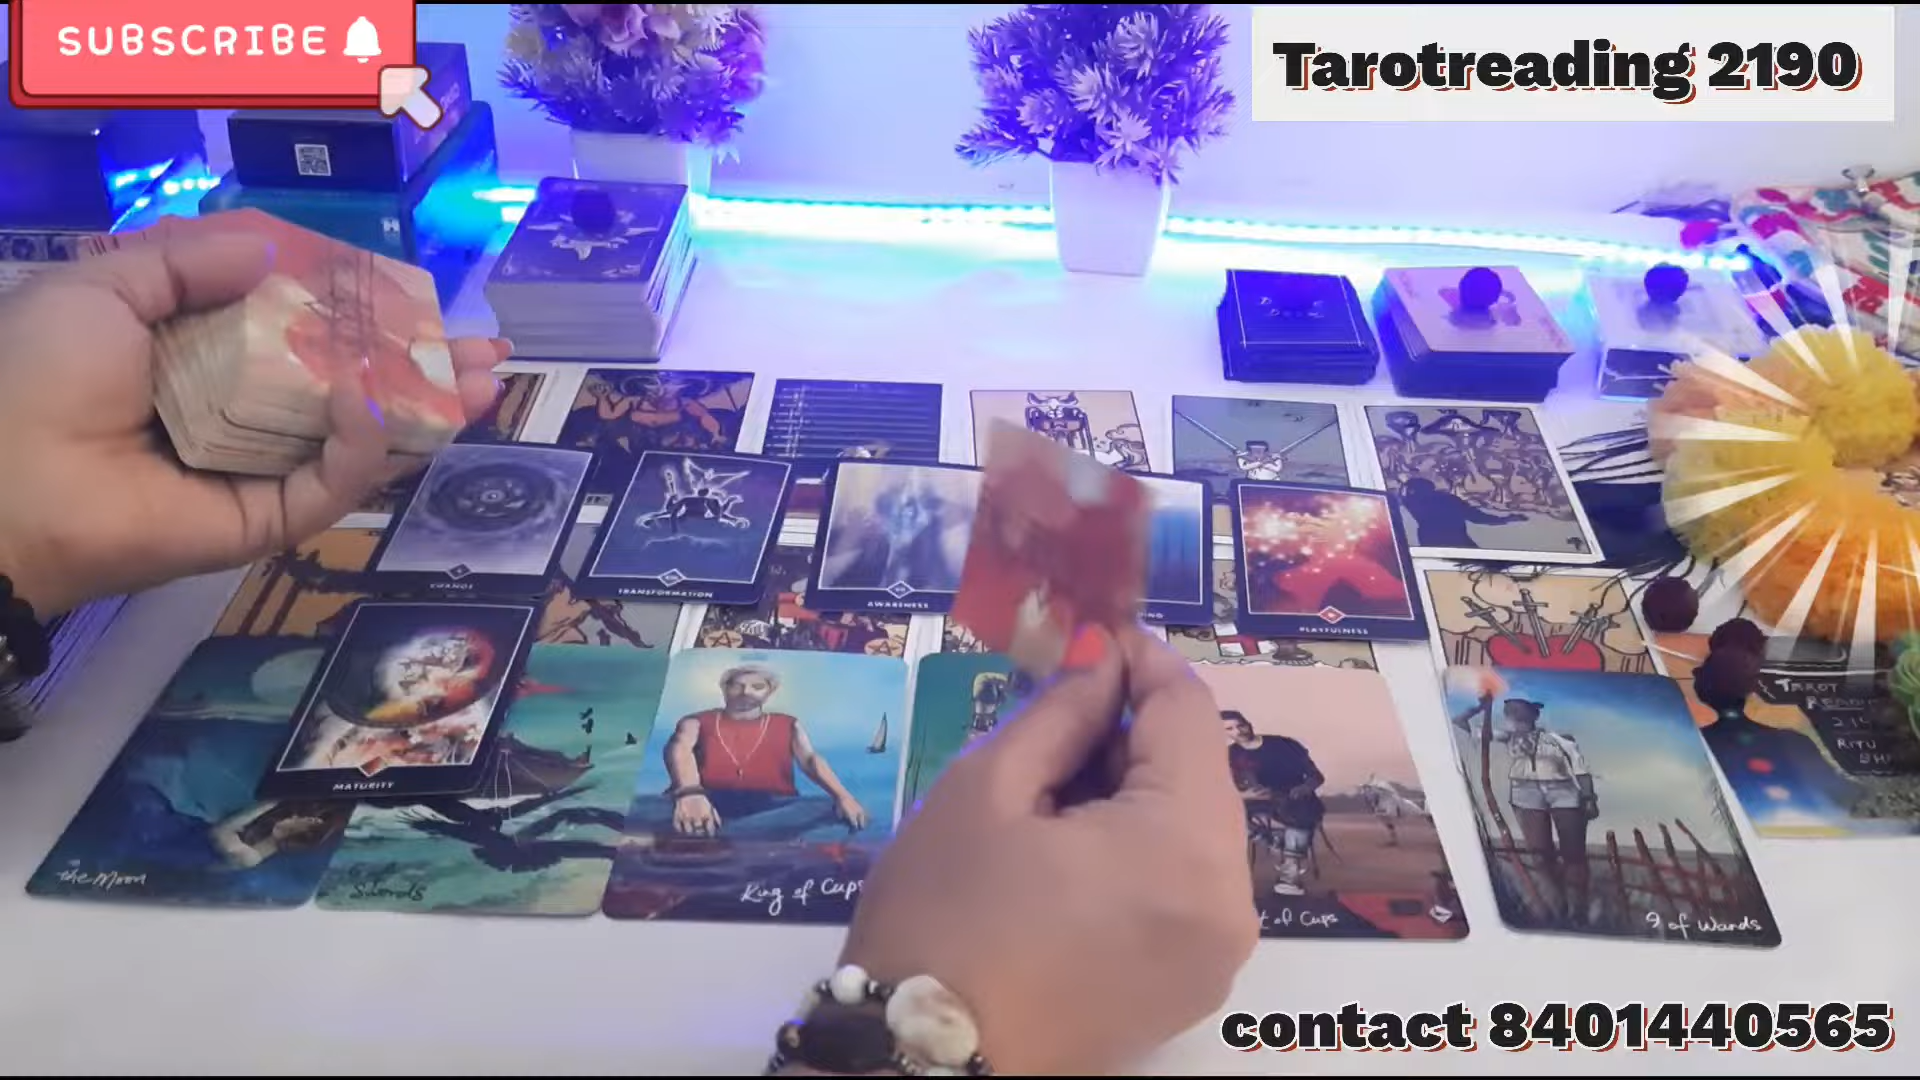 SUBSCRIBE
Tarotreading 2190
CHANGE
TRANSFORMATION
AWARENESS
PLAYFULNESS
MATURITY
TAROT
the Moon
Swords
King of Cups
of Cups
9 of Wands
contact 8401440565